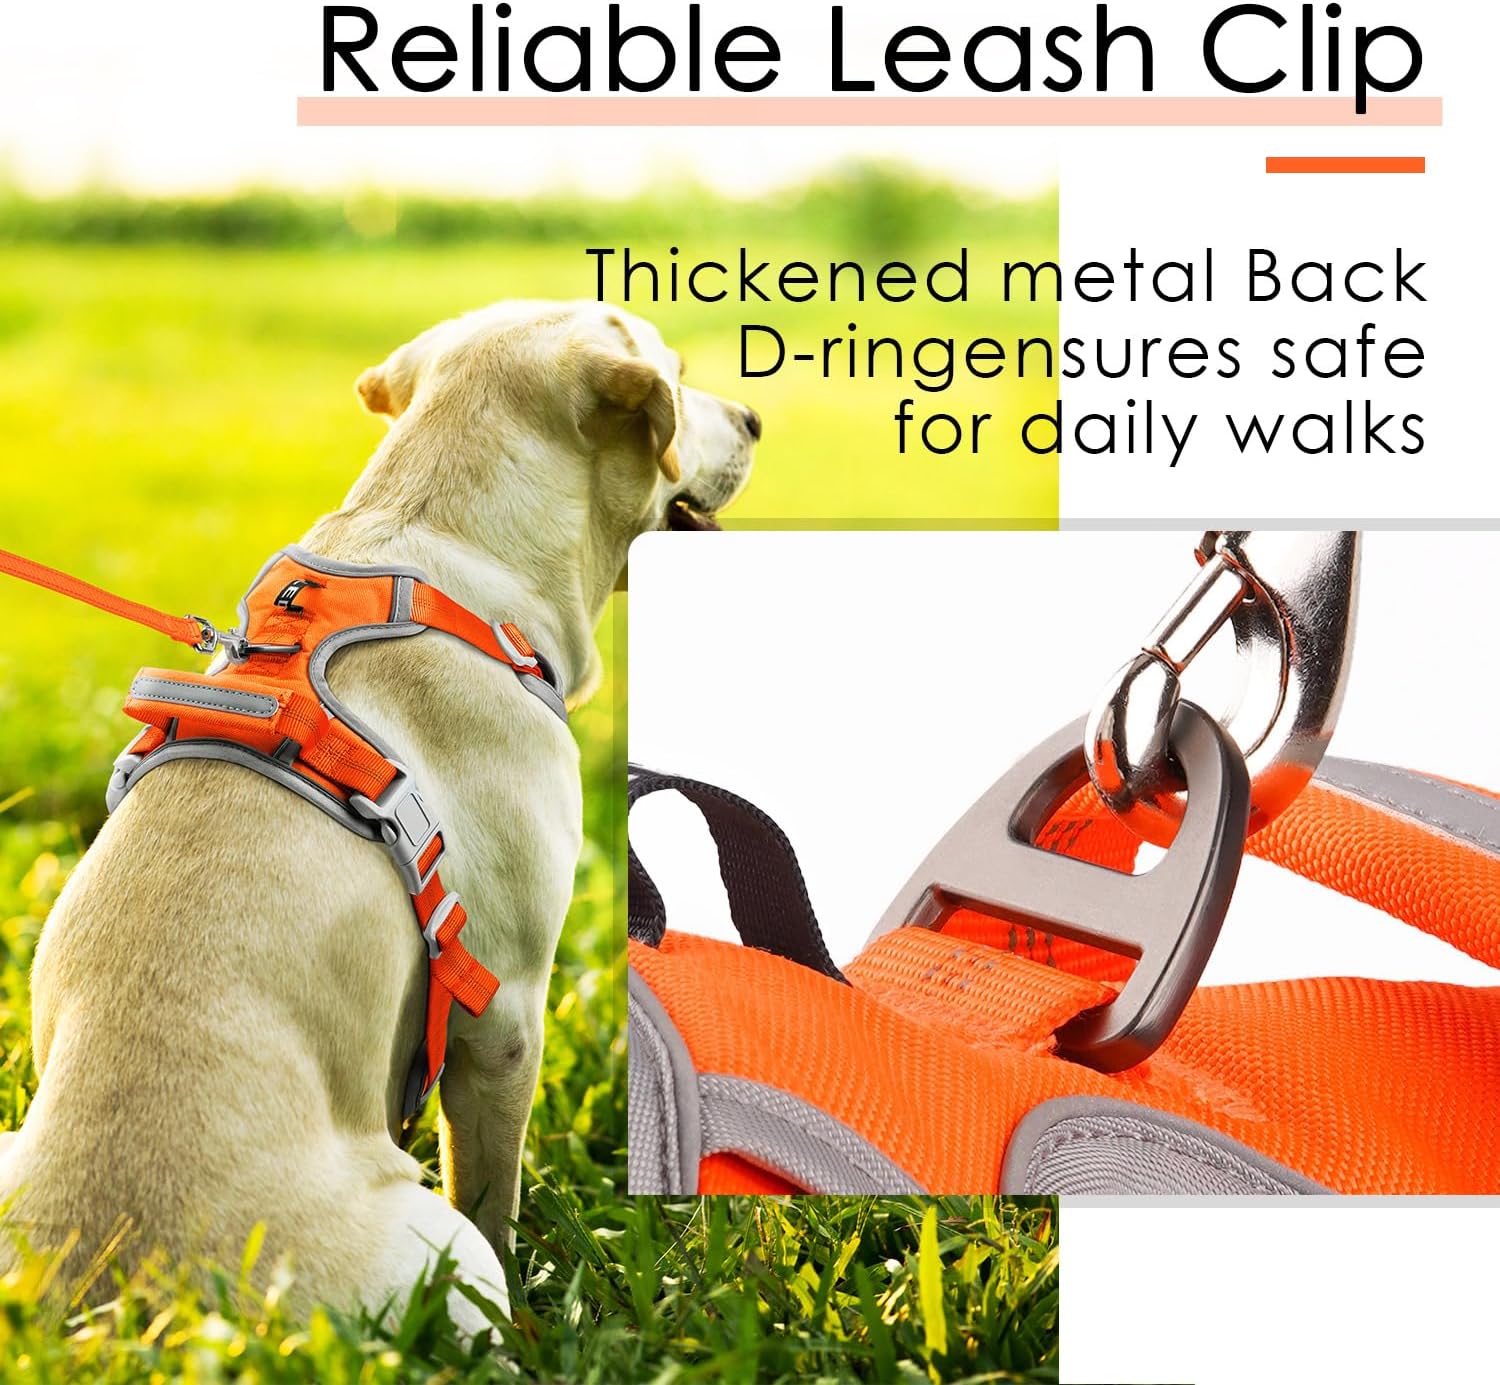 Reliable Leash Clip
Thickened metal Back
D-ringensures safe
for daily walks